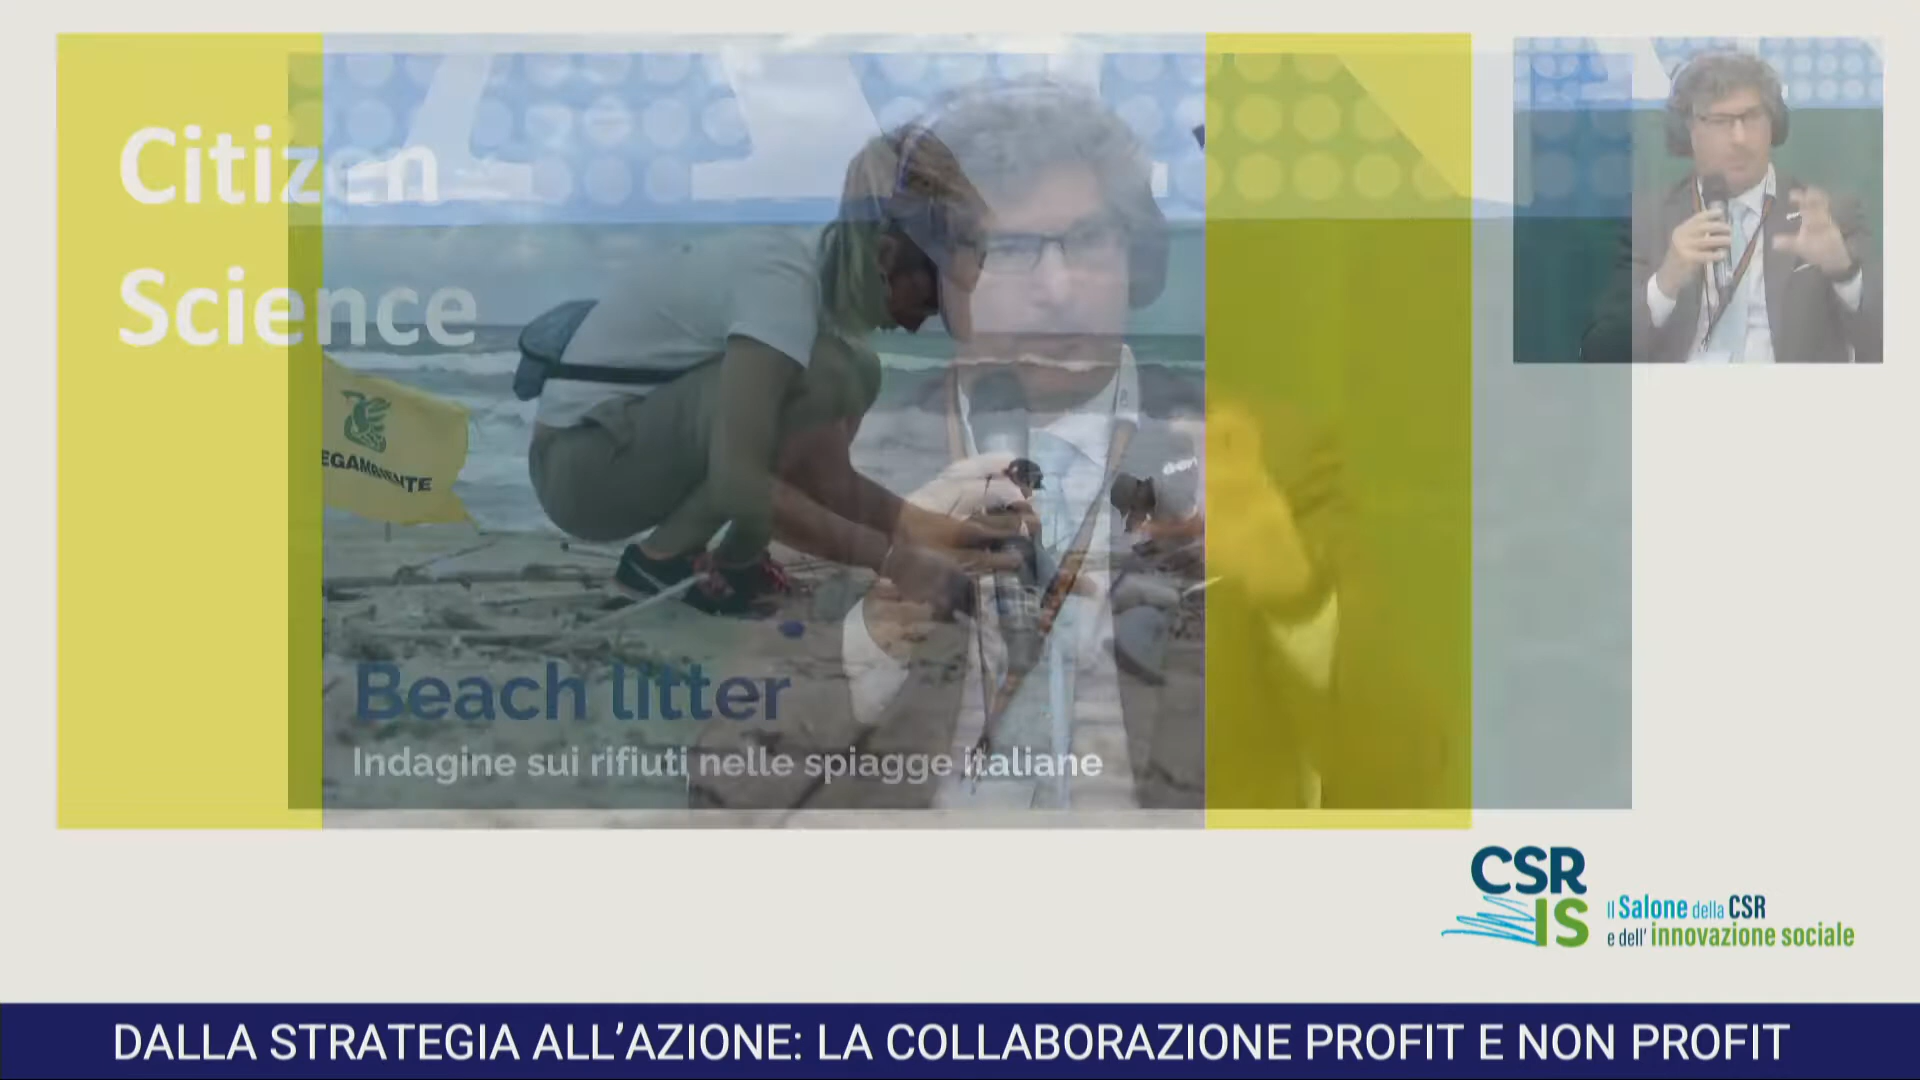 Citizen
Science
EGAMBIENTE
Beach litter
Indagine sui rifiuti nelle spiagge italiane
CSR
IS
Il Salone della CSR
e dell' innovazione sociale
DALLA STRATEGIA ALL'AZIONE: LA COLLABORAZIONE PROFIT E NON PROFIT